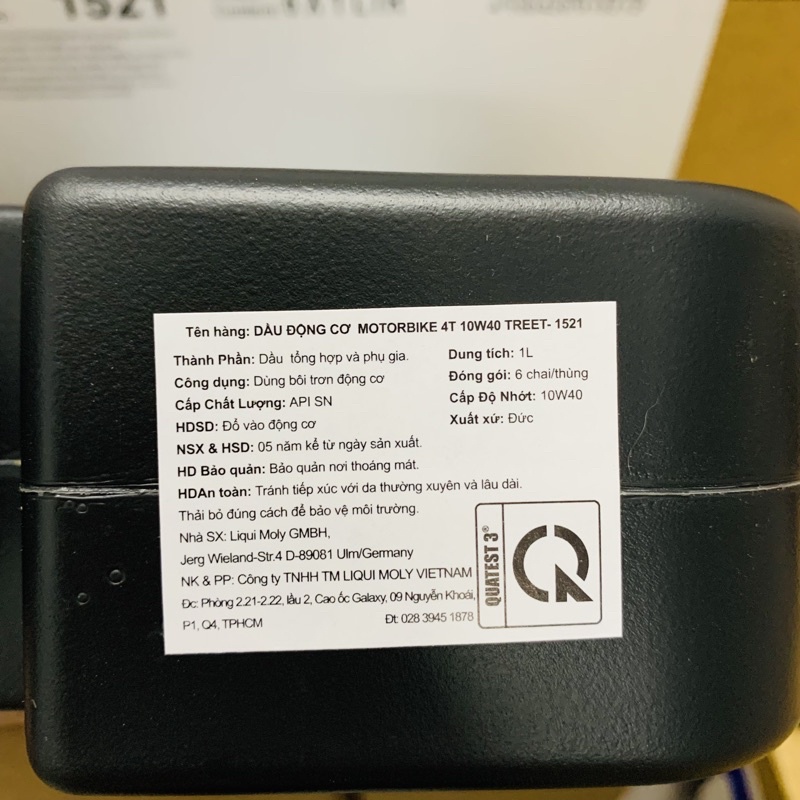 1521
Tên hàng: DẦU ĐỘNG CƠ MOTORBIKE 4T 10W40 TREET- 1521
Thành Phần: Dầu tổng hợp và phụ gia.
Dung tích: 1L
Công dụng: Dùng bôi trơn động cơ
Đóng gói: 6 chai/thùng
Cấp Chất Lượng: API SN
Cấp Độ Nhớt: 10W40
HDSD: Đổ vào động cơ
Xuất xứ: Đức
NSX & HSD: 05 năm kể từ ngày sản xuất.
HD Bảo quản: Bảo quản nơi thoáng mát.
HDAn toàn: Tránh tiếp xúc với da thường xuyên và lâu dài.
Thải bỏ đúng cách để bảo vệ môi trường.
Nhà SX: Liqui Moly GMBH,
Jerg Wieland-Str.4 D-89081 Ulm/Germany
NK & PP: Công ty TNHH TM LIQUI MOLY VIETNAM
Đc: Phòng 2.21-2.22, lầu 2, Cao ốc Galaxy, 09 Nguyễn Khoái,
P1, Q4, TPHCM
Đt: 028 3945 1878
QUATEST 3®